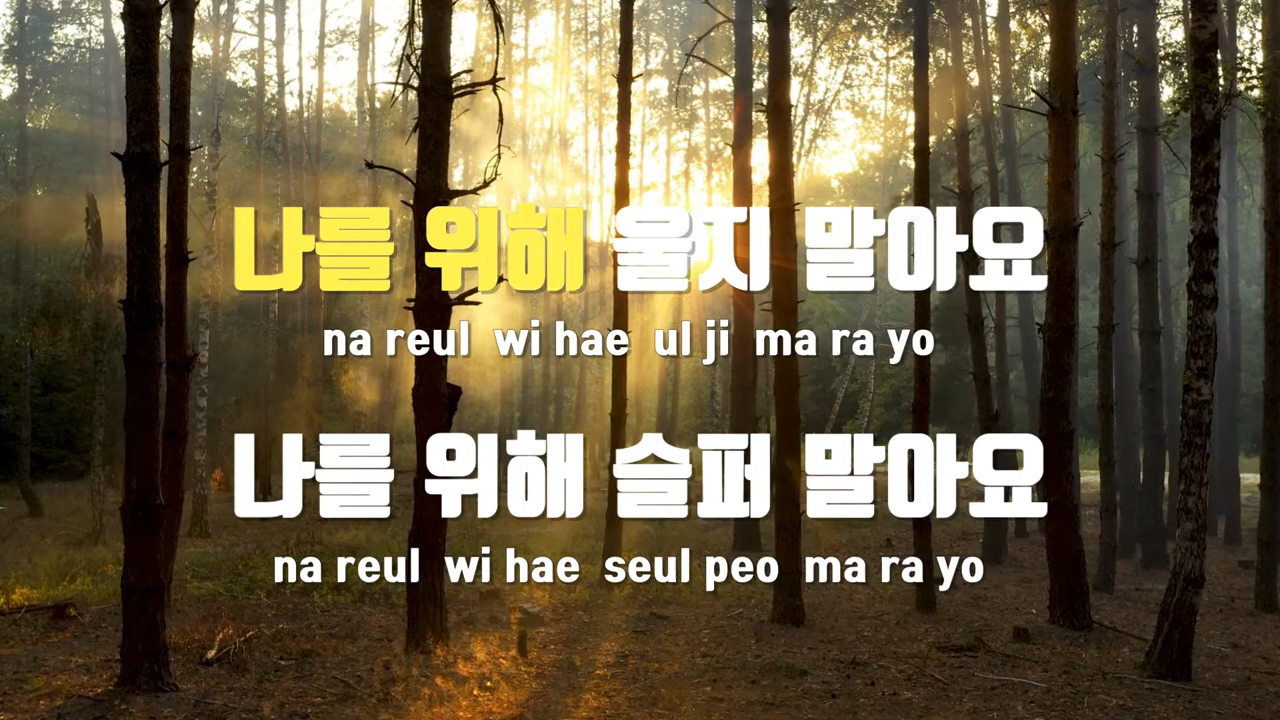 나를 위해 울지 말아요
na reul wi hae ul ji ma ra yo
나를 위해 슬퍼 말아요
na reul wi hae seul peo ma ra yo